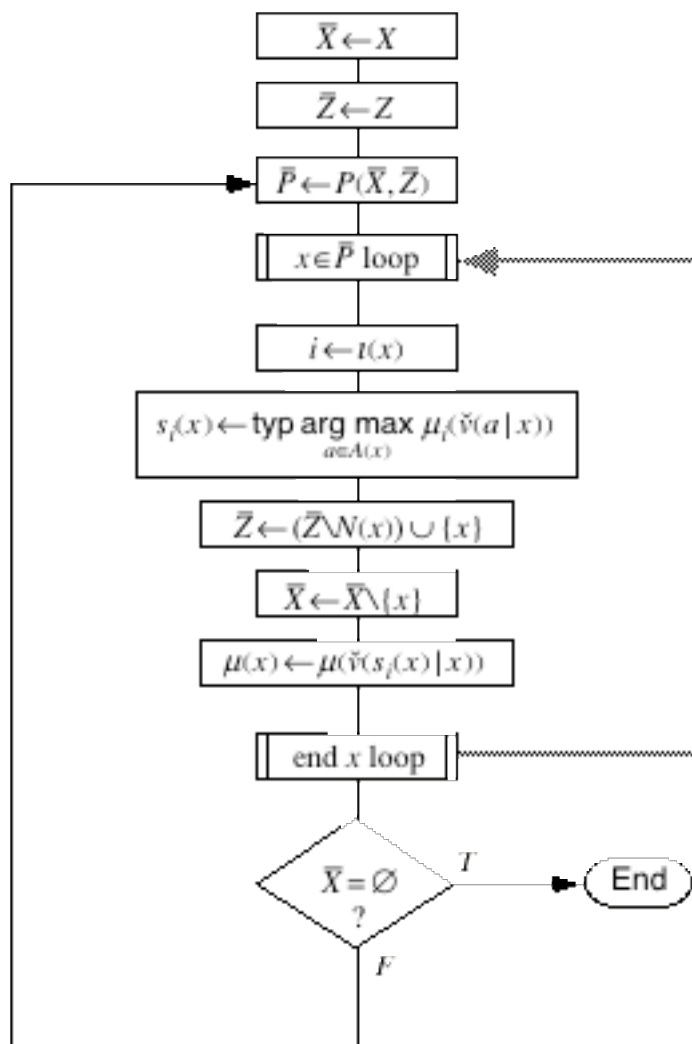 X̅ ← X
Z̅ ← Z
P̅ ← P(X̅, Z̅)
x∈P̅ loop
i ← ι(x)
sᵢ(x) ← typ arg max μᵢ(v̌(a | x))
a∈A(x)
Z̅ ← (Z̅\N(x)) ∪ {x}
X̅ ← X̅\{x}
μ(x) ← μ(v̌(sᵢ(x) | x))
end x loop
X̅ = ∅
?
T
End
F